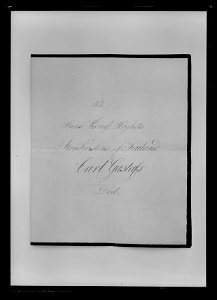 Hans Kongl. Höghets
Storfurstens af Finland
Carl Gustafs
Död.